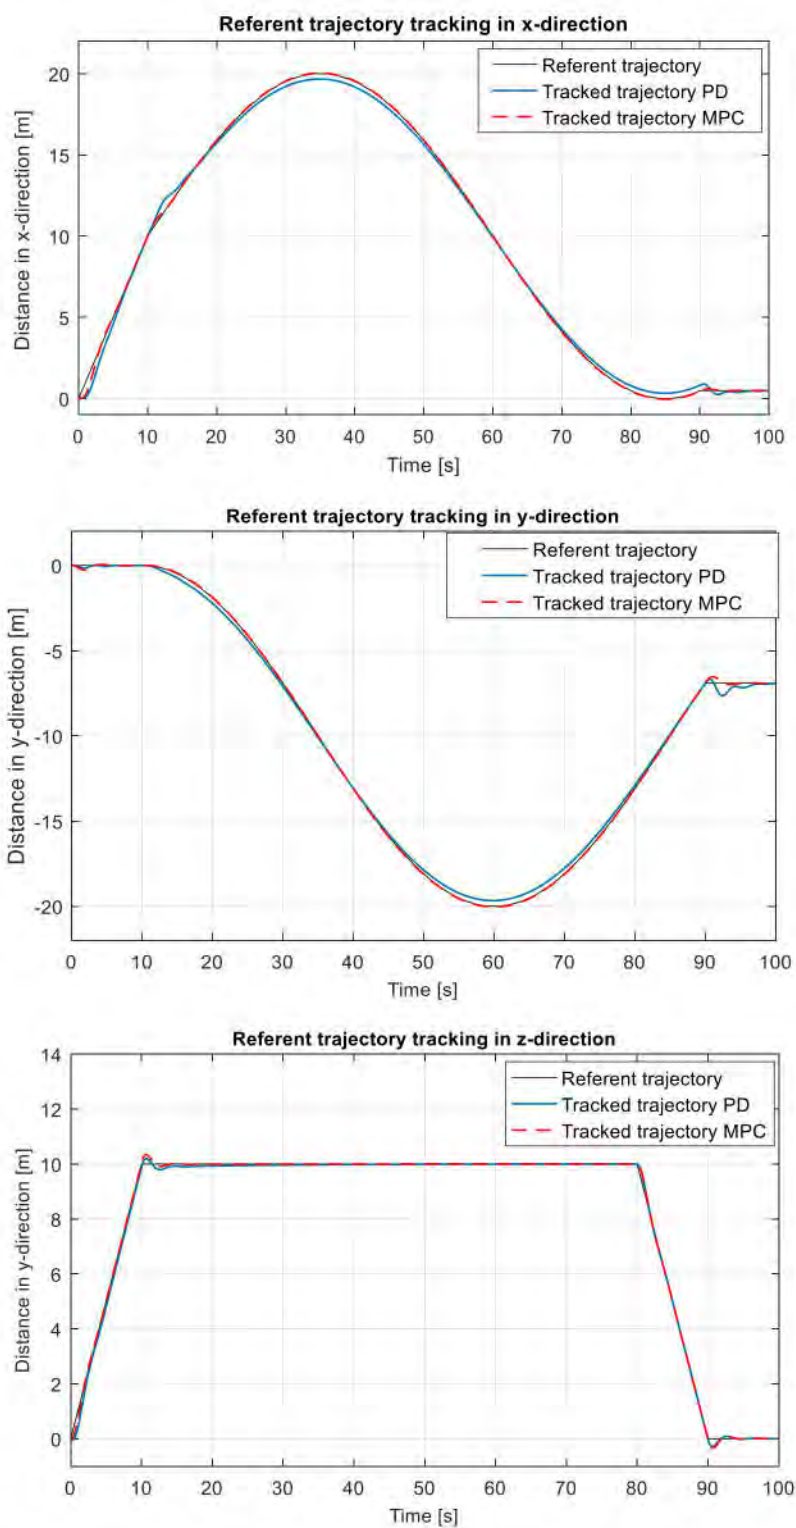 Referent trajectory tracking in x-direction
Referent trajectory
Tracked trajectory PD
Tracked trajectory MPC
Distance in x-direction [m]
20
15
10
5
0
0 10 20 30 40 50 60 70 80 90 100
Time [s]
Referent trajectory tracking in y-direction
Referent trajectory
Tracked trajectory PD
Tracked trajectory MPC
Distance in y-direction [m]
0
-5
-10
-15
-20
0 10 20 30 40 50 60 70 80 90 100
Time [s]
Referent trajectory tracking in z-direction
Referent trajectory
Tracked trajectory PD
Tracked trajectory MPC
Distance in y-direction [m]
14
12
10
8
6
4
2
0
0 10 20 30 40 50 60 70 80 90 100
Time [s]